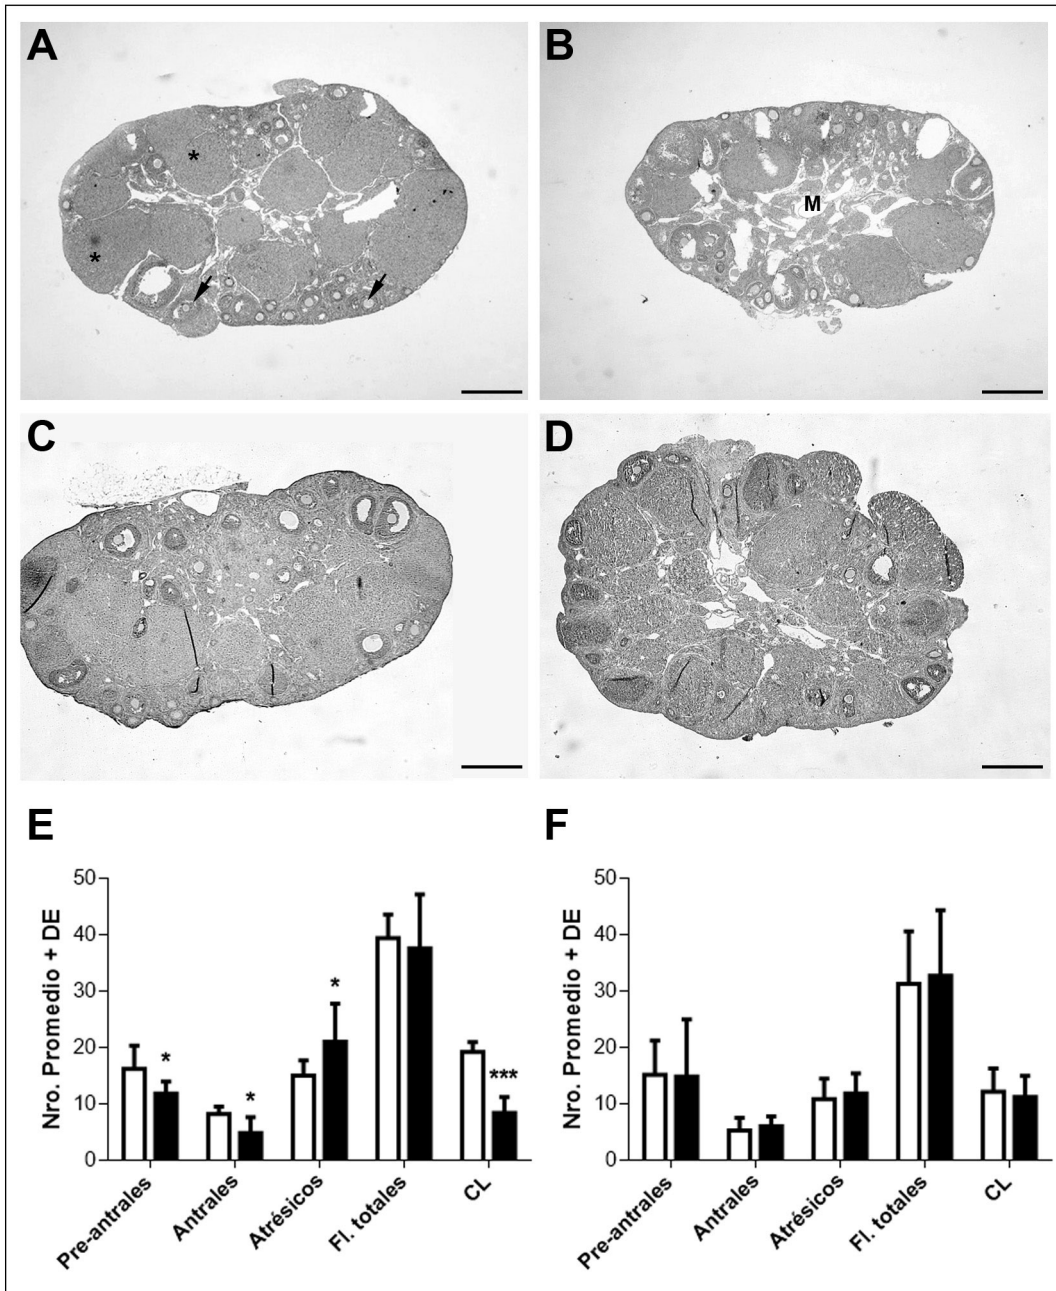 A
B
*
*
M
C
D
E
F
Nro. Promedio + DE
50
40
30
20
10
0
*
*
*
***
Pre-antrales
Antrales
Atrésicos
Fl. totales
CL
Nro. Promedio + DE
50
40
30
20
10
0
Pre-antrales
Antrales
Atrésicos
Fl. totales
CL